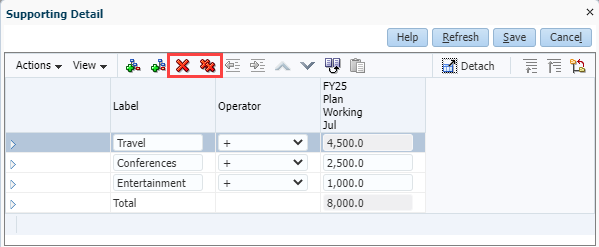 Supporting Detail
Help Refresh Save Cancel
Actions View Detach
Label Operator FY25
Plan
Working
Jul
Travel + 4,500.0
Conferences + 2,500.0
Entertainment + 1,000.0
Total 8,000.0